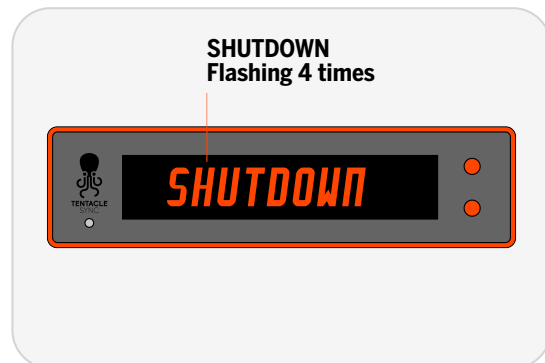 SHUTDOWN
Flashing 4 times
SHUTDOWN
TENTACLE
SYNC